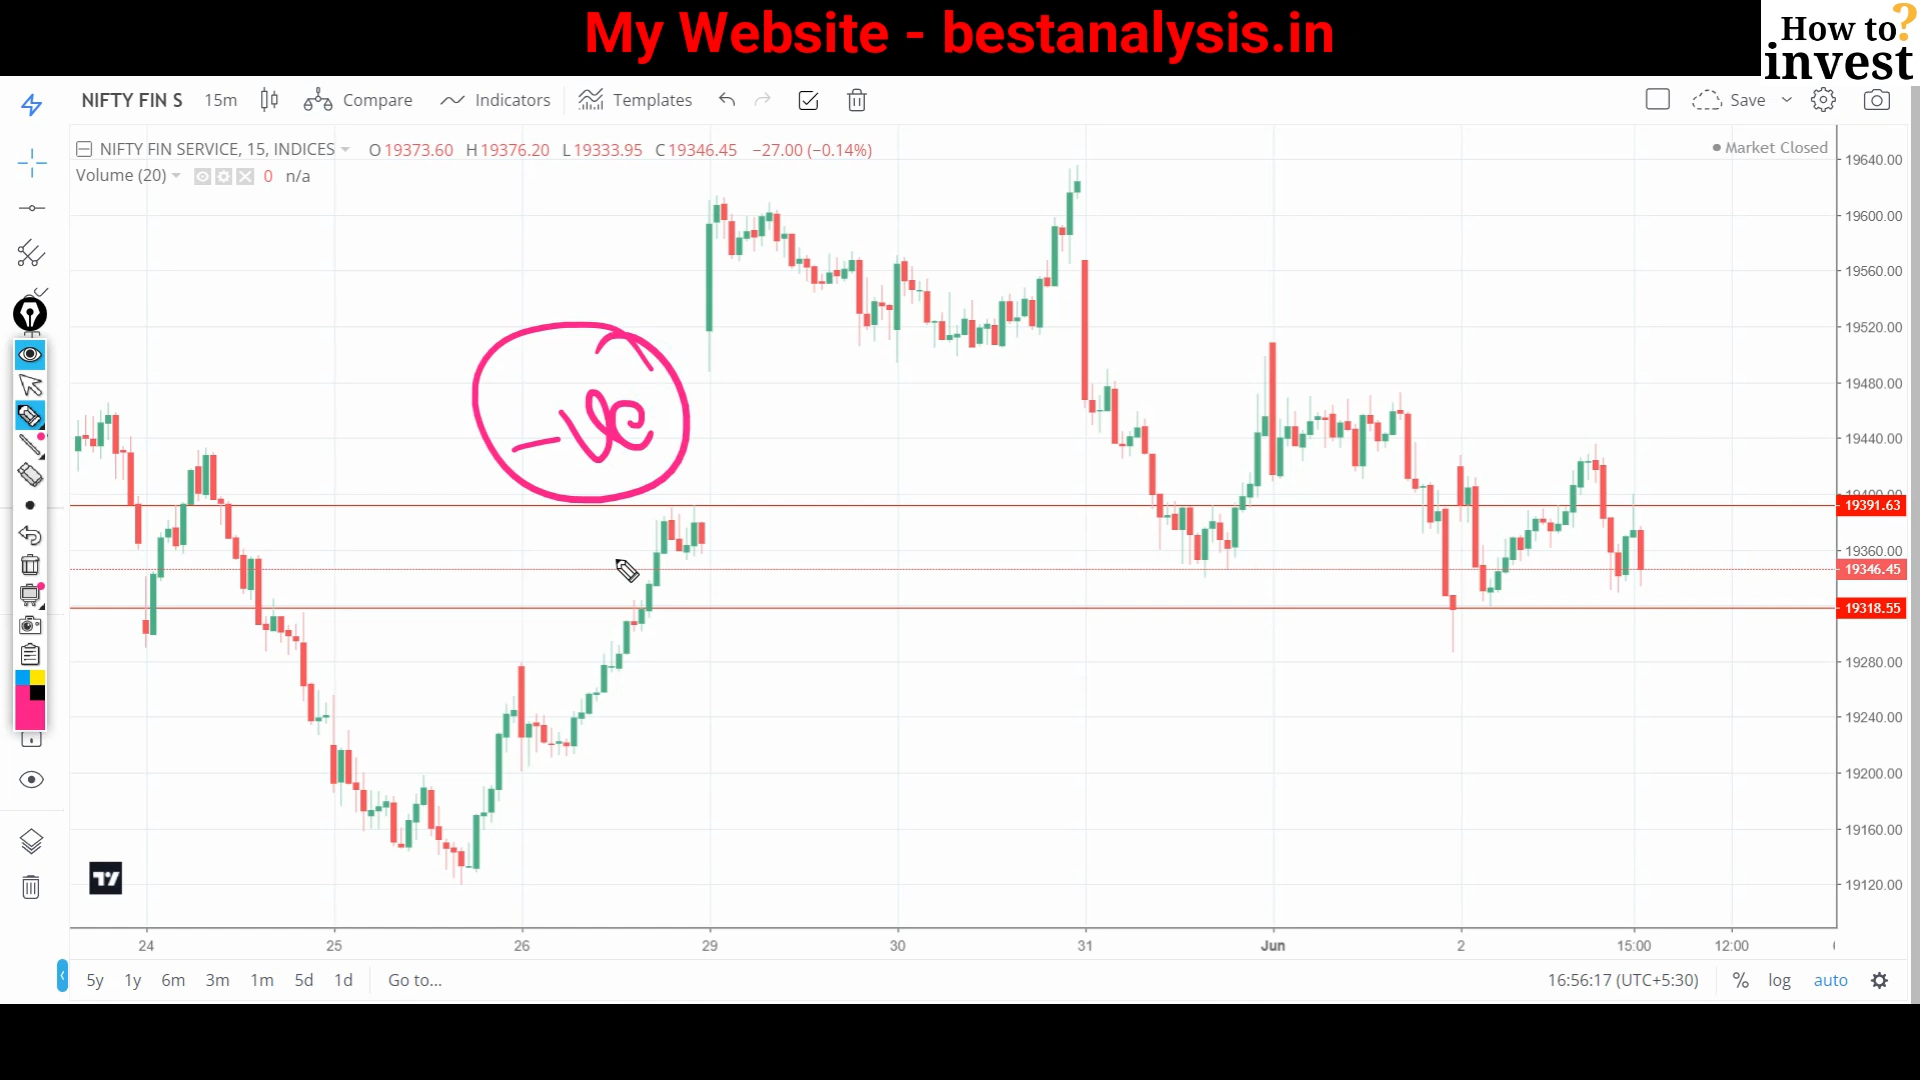 My Website - bestanalysis.in
How to?
invest
NIFTY FIN S 15m Compare Indicators Templates Save
NIFTY FIN SERVICE, 15, INDICES O19373.60 H19376.20 L19333.95 C19346.45 −27.00 (−0.14%)
Market Closed
Volume (20) 0 n/a
19640.00
19600.00
19560.00
19520.00
19480.00
-ve
19440.00
19400.00
19391.63
19360.00
19346.45
19318.55
19280.00
19240.00
19200.00
19160.00
19120.00
24 25 26 29 30 31 Jun 2 15:00 12:00
5y 1y 6m 3m 1m 5d 1d Go to... 16:56:17 (UTC+5:30) % log auto